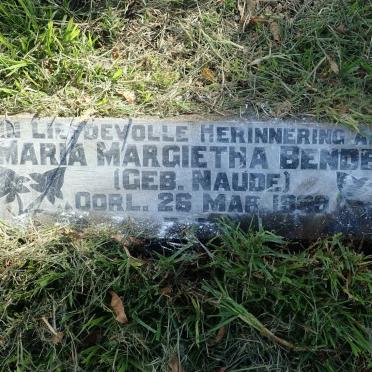 LIEFDEVOLLE HERINNERING A
MARIA MARGIETHA BENDE
(GEB. NAUDE)
OORL. 26 MAR.